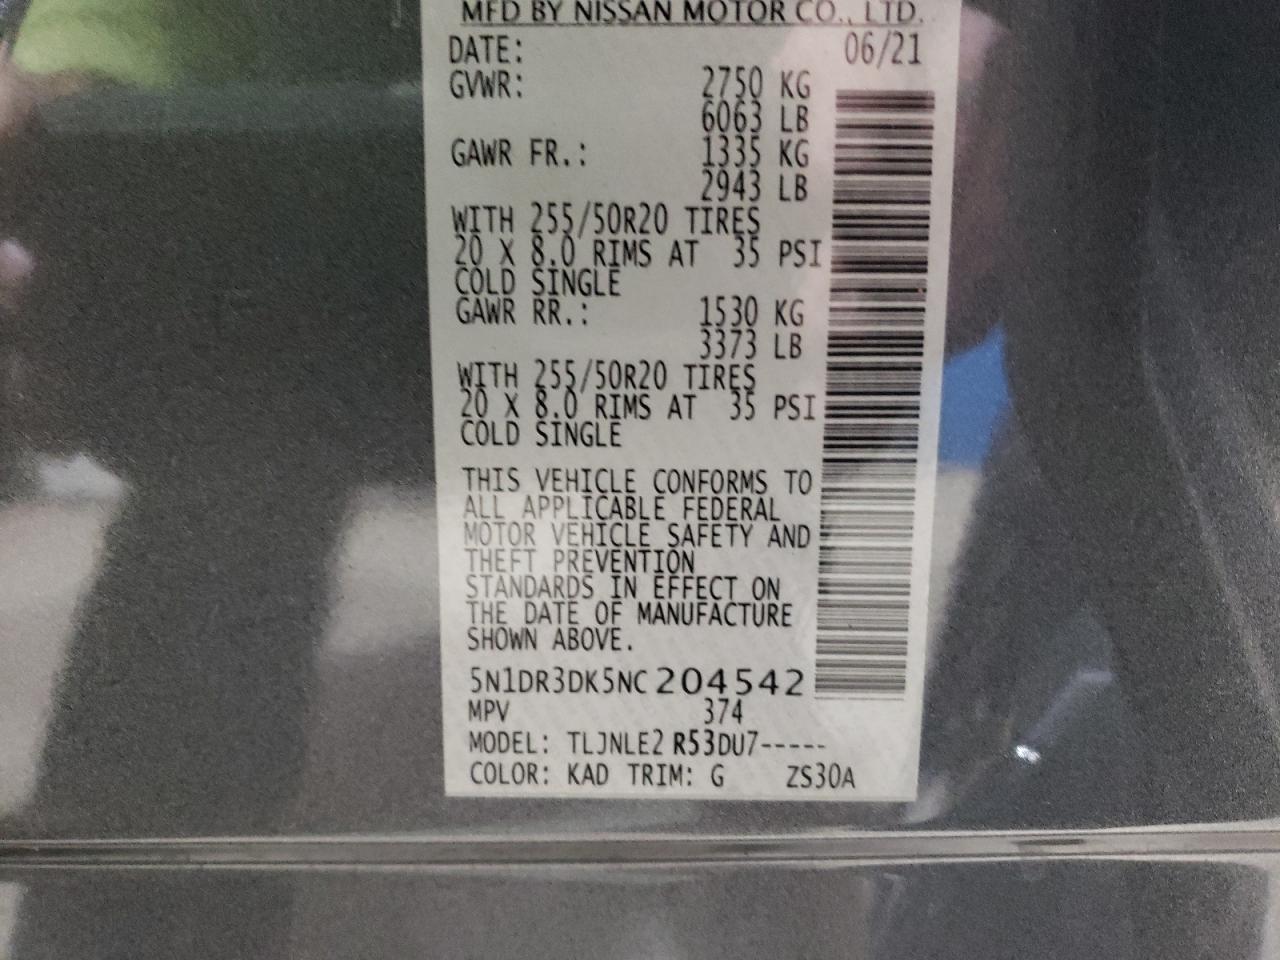 MFD BY NISSAN MOTOR CO., LTD.
DATE: 06/21
GVWR: 2750 KG
6063 LB
GAWR FR.: 1335 KG
2943 LB
WITH 255/50R20 TIRES
20 X 8.0 RIMS AT 35 PSI
COLD SINGLE
GAWR RR.: 1530 KG
3373 LB
WITH 255/50R20 TIRES
20 X 8.0 RIMS AT 35 PSI
COLD SINGLE
THIS VEHICLE CONFORMS TO
ALL APPLICABLE FEDERAL
MOTOR VEHICLE SAFETY AND
THEFT PREVENTION
STANDARDS IN EFFECT ON
THE DATE OF MANUFACTURE
SHOWN ABOVE.
5N1DR3DK5NC204542
MPV 374
MODEL: TLJNLE2 R53DU7-----
COLOR: KAD TRIM: G ZS30A